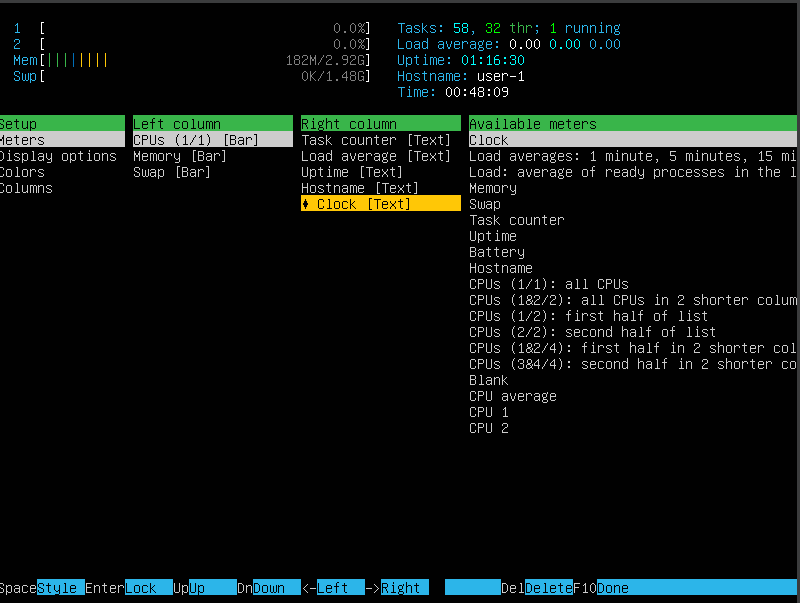 1 [ 0.0%] Tasks: 58, 32 thr; 1 running
2 [ 0.0%] Load average: 0.00 0.00 0.00
Mem[|||||||| 182M/2.92G] Uptime: 01:16:30
Swp[ 0K/1.48G] Hostname: user-1
Time: 00:48:09
Setup Left column Right column Available meters
Meters CPUs (1/1) [Bar] Task counter [Text] Clock
Display options Memory [Bar] Load average [Text] Load averages: 1 minute, 5 minutes, 15 mi
Colors Swap [Bar] Uptime [Text] Load: average of ready processes in the l
Columns Hostname [Text] Memory
♦ Clock [Text] Swap
Task counter
Uptime
Battery
Hostname
CPUs (1/1): all CPUs
CPUs (1&2/2): all CPUs in 2 shorter colum
CPUs (1/2): first half of list
CPUs (2/2): second half of list
CPUs (1&2/4): first half in 2 shorter col
CPUs (3&4/4): second half in 2 shorter co
Blank
CPU average
CPU 1
CPU 2
SpaceStyle EnterLock UpUp DnDown <-Left ->Right DelDeleteF10Done